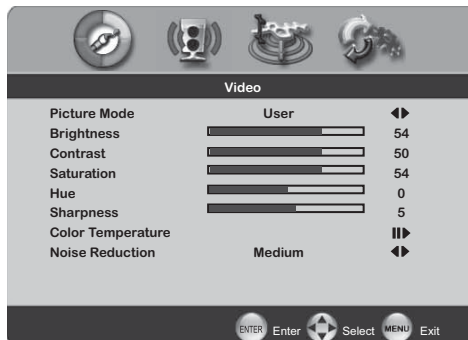 Video
Picture Mode User
Brightness 54
Contrast 50
Saturation 54
Hue 0
Sharpness 5
Color Temperature
Noise Reduction Medium
ENTER Enter Select MENU Exit